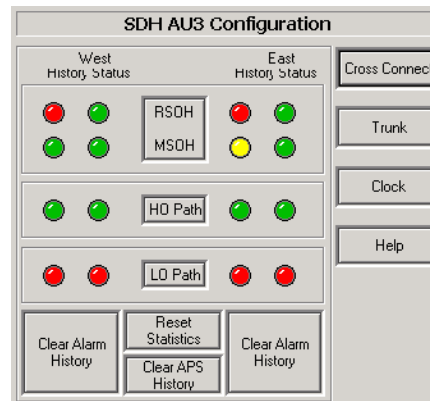 SDH AU3 Configuration
West East
History Status History Status
RSOH
MSOH
HO Path
LO Path
Clear Alarm
History
Reset
Statistics
Clear APS
History
Clear Alarm
History
Cross Connec
Trunk
Clock
Help